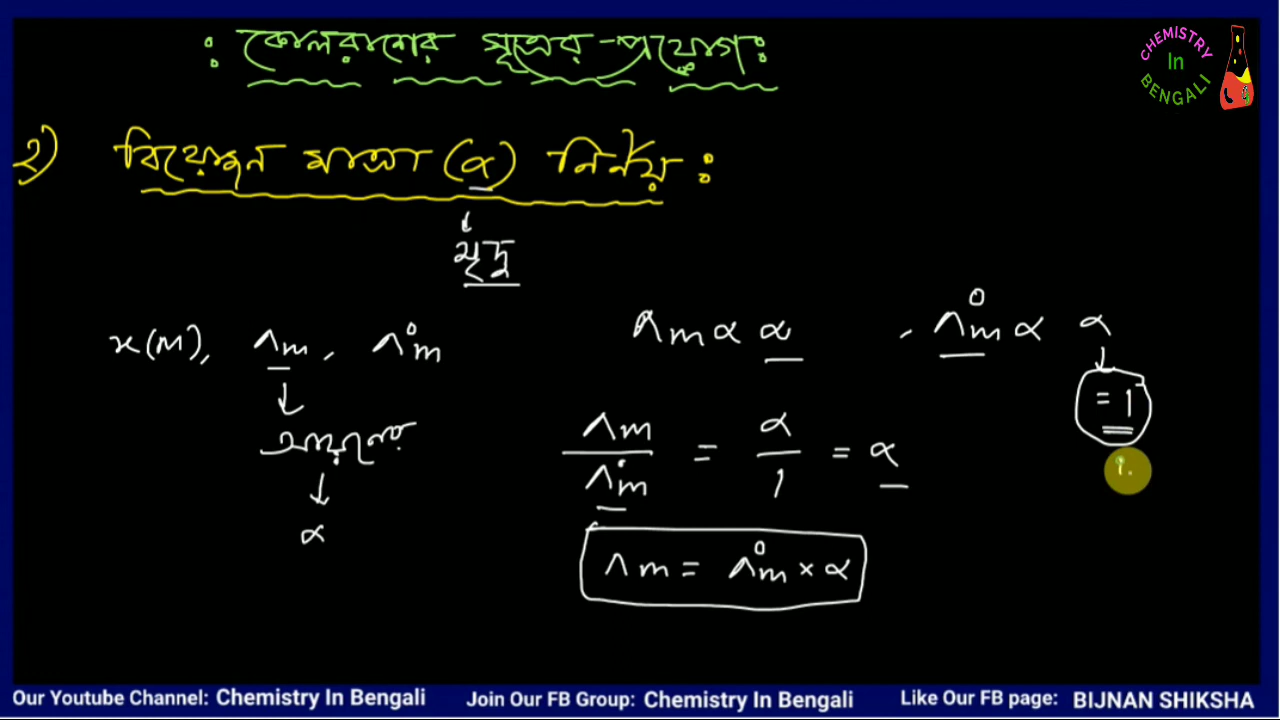 : কোলরাশের সূত্রের প্রয়োগ:
CHEMISTRY In BENGALI
২) বিয়োজন মাত্রা (α) নির্ণয় :
↓
মৃদু
x(M), Λm, Λ°m
Λm ∝ α , Λ°m ∝ α
↓
↓
= 1
Λm / Λ°m = α / 1 = α
↓
α
Λm = Λ°m × α
Our Youtube Channel: Chemistry In Bengali Join Our FB Group: Chemistry In Bengali Like Our FB page: BIJNAN SHIKSHA